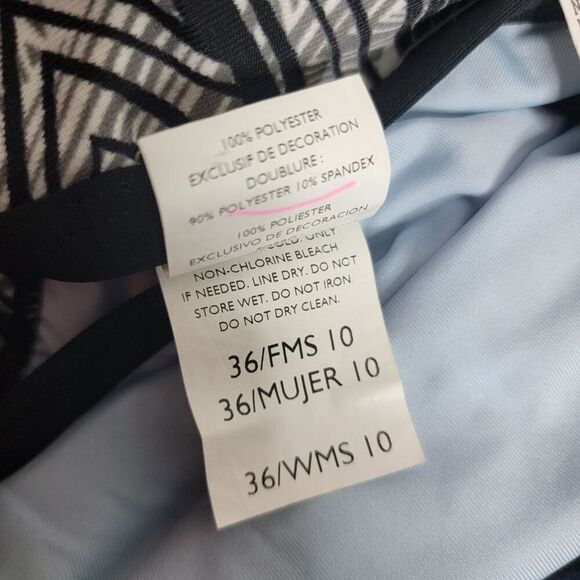 100% POLYESTER
EXCLUSIF DE DECORATION
DOUBLURE :
90% POLYESTER 10% SPANDEX
100% POLIESTER
EXCLUSIVO DE DECORACION
ONLY
NON-CHLORINE BLEACH
IF NEEDED. LINE DRY. DO NOT
STORE WET. DO NOT IRON
DO NOT DRY CLEAN.
36/FMS 10
36/MUJER 10
36/WMS 10